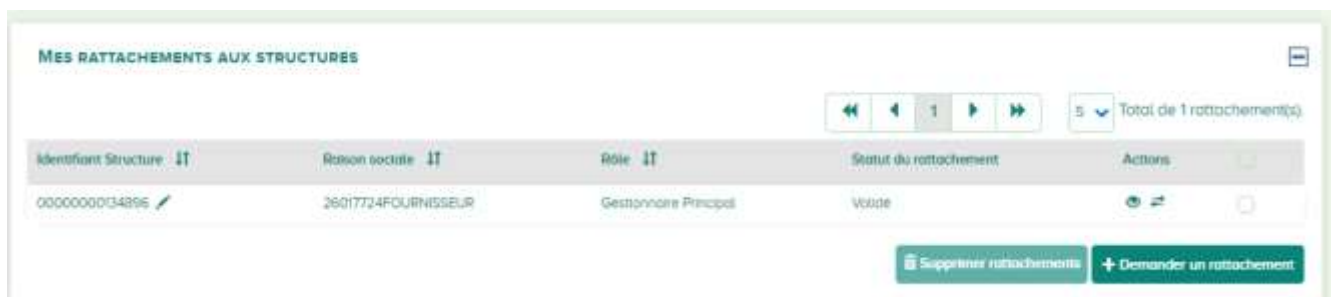 MES RATTACHEMENTS AUX STRUCTURES
1 5 Total de 1 rattachement(s).
Identifiant Structure Raison sociale Rôle Statut du rattachement Actions
00000000134896 26017724FOURNISSEUR Gestionnaire Principal Validé
Supprimer rattachements + Demander un rattachement